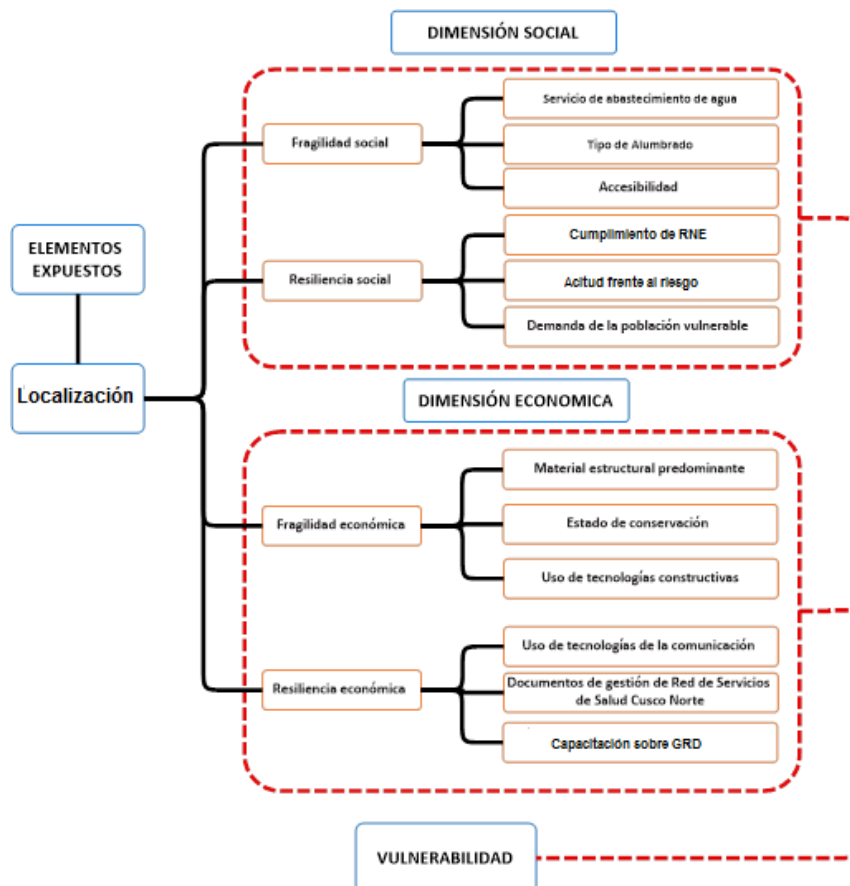 DIMENSIÓN SOCIAL
Servicio de abastecimiento de agua
Fragilidad social
Tipo de Alumbrado
Accesibilidad
ELEMENTOS
EXPUESTOS
Cumplimiento de RNE
Resiliencia social
Acitud frente al riesgo
Demanda de la población vulnerable
Localización
DIMENSIÓN ECONOMICA
Material estructural predominante
Fragilidad económica
Estado de conservación
Uso de tecnologías constructivas
Uso de tecnologías de la comunicación
Resiliencia económica
Documentos de gestión de Red de Servicios
de Salud Cusco Norte
Capacitación sobre GRD
VULNERABILIDAD